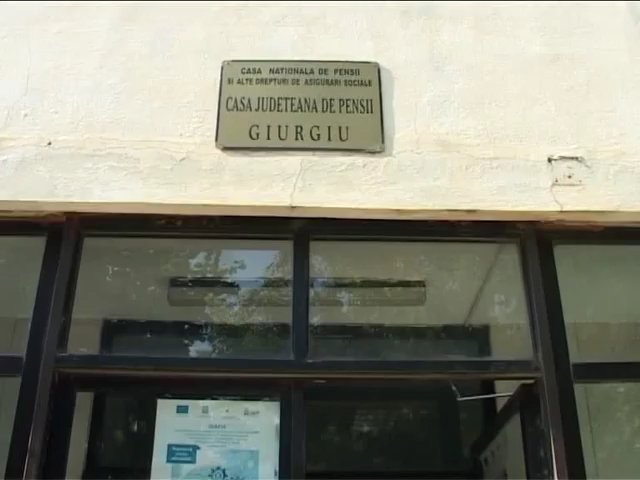 CASA NATIONALA DE PENSII
SI ALTE DREPTURI DE ASIGURARI SOCIALE
CASA JUDETEANA DE PENSII
GIURGIU